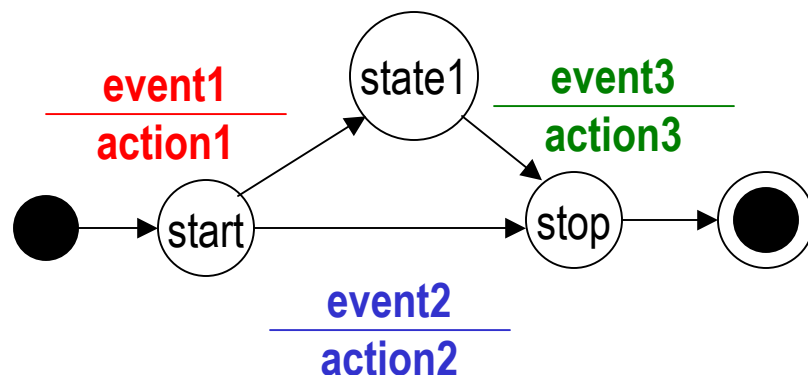 event1
action1
state1
event3
action3
start
stop
event2
action2